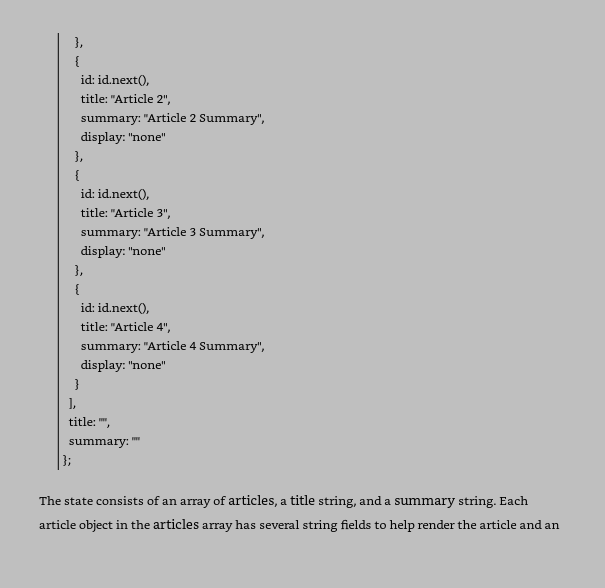 },
{
id: id.next(),
title: "Article 2",
summary: "Article 2 Summary",
display: "none"
},
{
id: id.next(),
title: "Article 3",
summary: "Article 3 Summary",
display: "none"
},
{
id: id.next(),
title: "Article 4",
summary: "Article 4 Summary",
display: "none"
}
],
title: "",
summary: ""
};
The state consists of an array of articles, a title string, and a summary string. Each
article object in the articles array has several string fields to help render the article and an